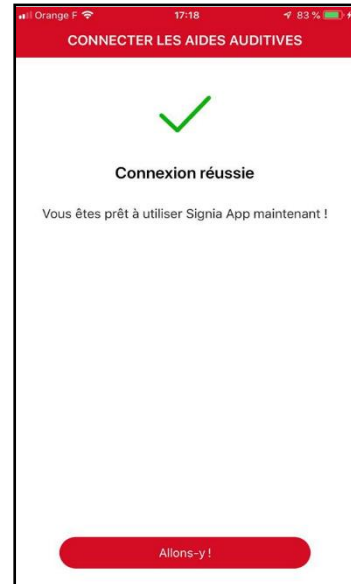 Orange F 17:18 83 %
CONNECTER LES AIDES AUDITIVES
Connexion réussie
Vous êtes prêt à utiliser Signia App maintenant !
Allons-y !